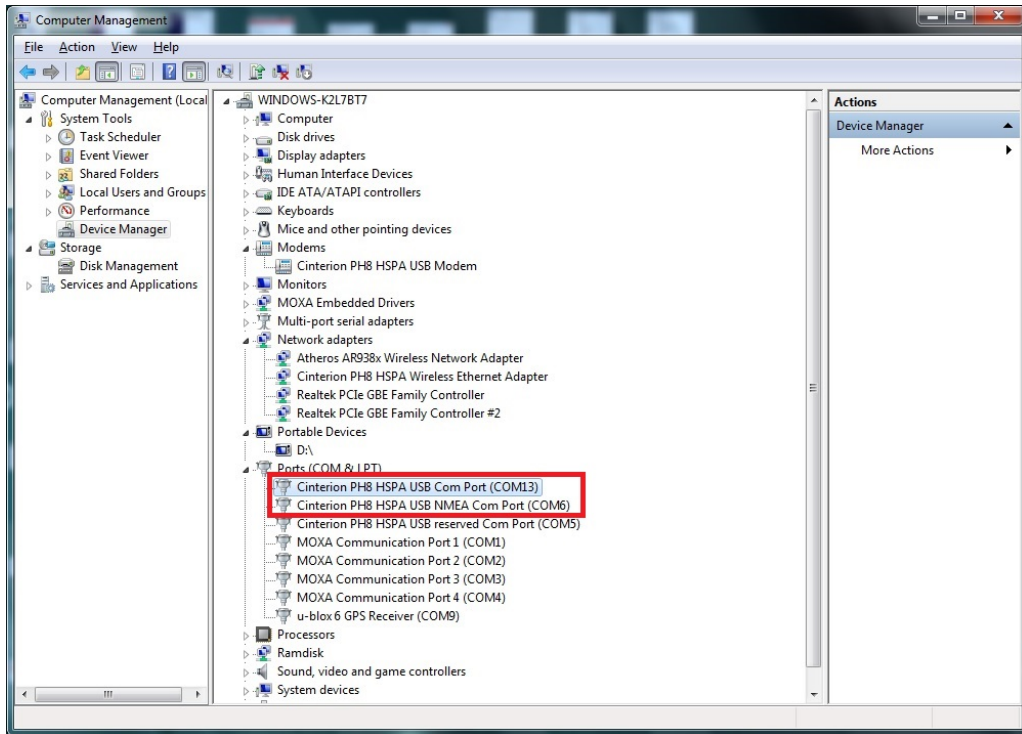 Computer Management
File Action View Help
Computer Management (Local
System Tools
Task Scheduler
Event Viewer
Shared Folders
Local Users and Groups
Performance
Device Manager
Storage
Disk Management
Services and Applications
WINDOWS-K2L7BT7
Computer
Disk drives
Display adapters
Human Interface Devices
IDE ATA/ATAPI controllers
Keyboards
Mice and other pointing devices
Modems
Cinterion PH8 HSPA USB Modem
Monitors
MOXA Embedded Drivers
Multi-port serial adapters
Network adapters
Atheros AR938x Wireless Network Adapter
Cinterion PH8 HSPA Wireless Ethernet Adapter
Realtek PCIe GBE Family Controller
Realtek PCIe GBE Family Controller #2
Portable Devices
D:\
Ports (COM & LPT)
Cinterion PH8 HSPA USB Com Port (COM13)
Cinterion PH8 HSPA USB NMEA Com Port (COM6)
Cinterion PH8 HSPA USB reserved Com Port (COM5)
MOXA Communication Port 1 (COM1)
MOXA Communication Port 2 (COM2)
MOXA Communication Port 3 (COM3)
MOXA Communication Port 4 (COM4)
u-blox 6 GPS Receiver (COM9)
Processors
Ramdisk
Sound, video and game controllers
System devices
Actions
Device Manager
More Actions